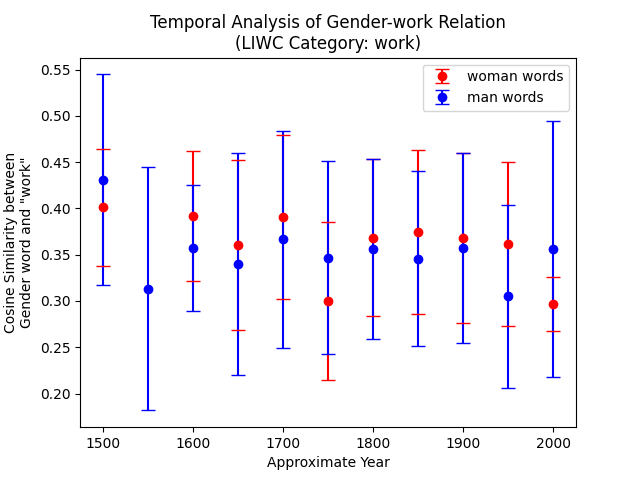 Temporal Analysis of Gender-work Relation
(LIWC Category: work)
woman words
man words
Cosine Similarity between
Gender word and "work"
0.55
0.50
0.45
0.40
0.35
0.30
0.25
0.20
1500
1600
1700
1800
1900
2000
Approximate Year